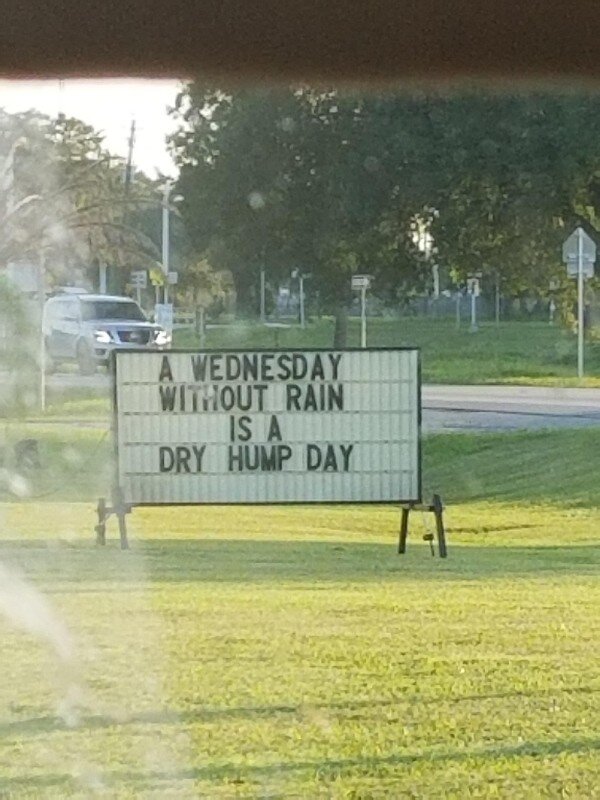 A WEDNESDAY
WITHOUT RAIN
IS A
DRY HUMP DAY